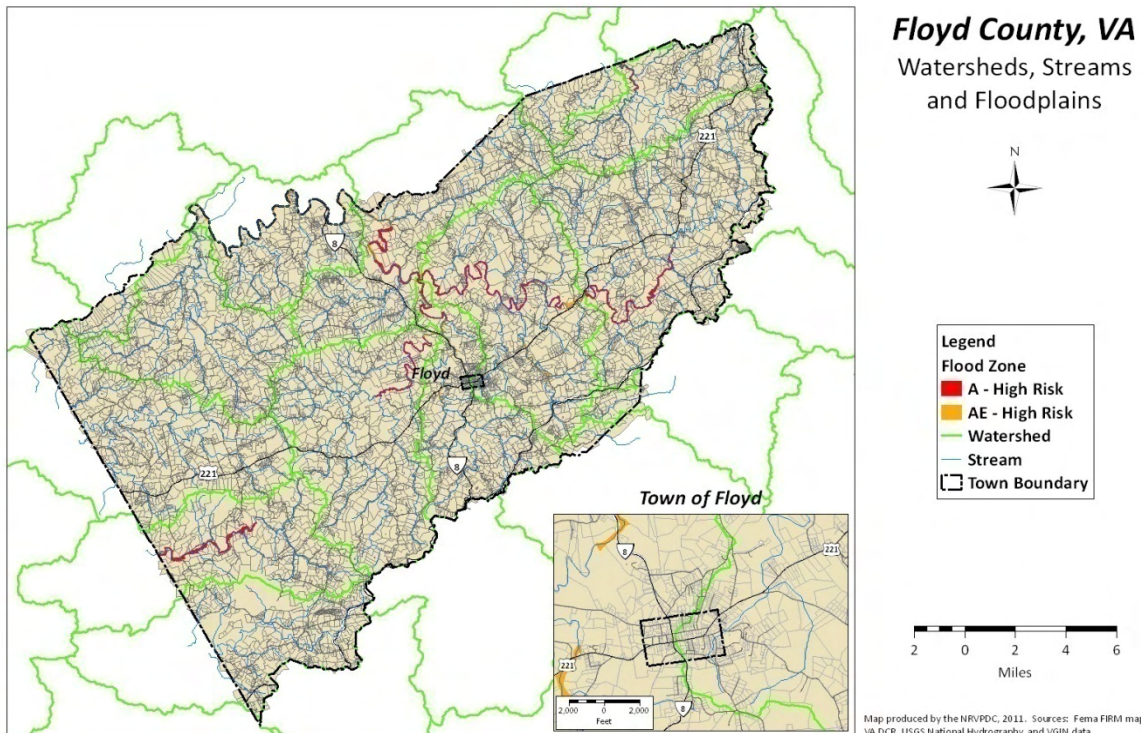 Floyd County, VA
Watersheds, Streams
and Floodplains
N
221
8
Floyd
221
8
Legend
Flood Zone
A - High Risk
AE - High Risk
Watershed
Stream
Town Boundary
Town of Floyd
8
221
221
8
2,000 0 2,000
Feet
2 0 2 4 6
Miles
Map produced by the NRVPDC, 2011. Sources: Fema FIRM map
VA DCR, USGS National Hydrography, and VGIN data